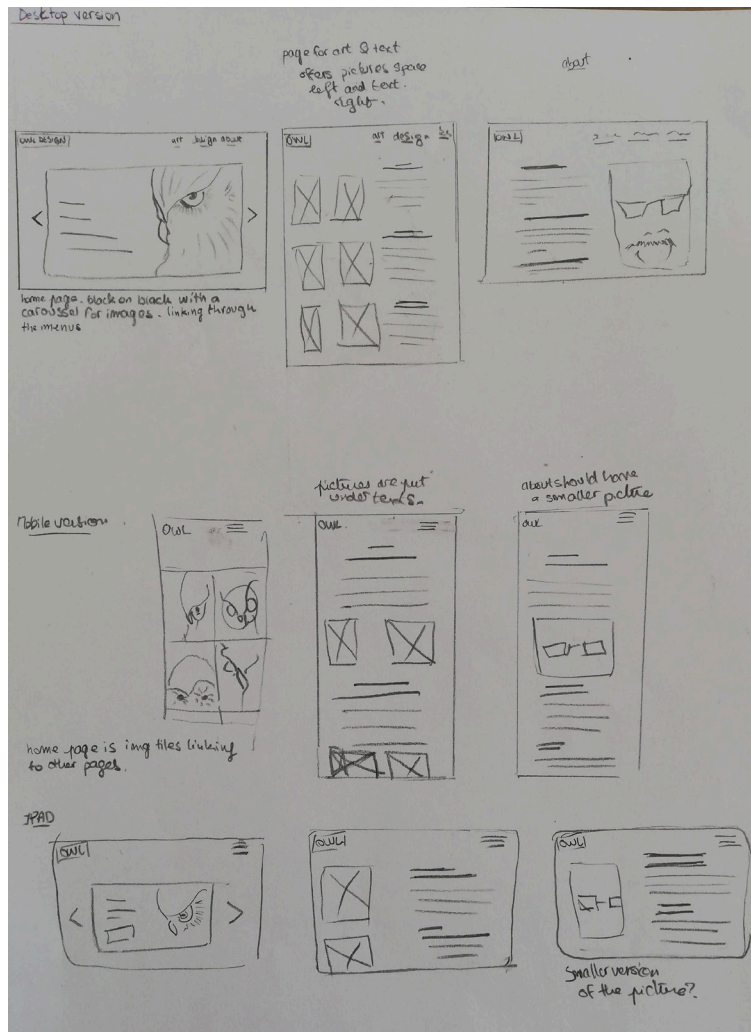 Desktop version
page for art & text
offers pictures space
left and text.
right.
about
OWL DESIGN
art design about
OWL
art design
OWL
home page. black on black with a
caroussel for images. linking through
the menus
pictures are put
under
about should have
a smaller picture
Mobile version
OWL
OWL
OWL
home page is img tiles linking
to other pages.
IPAD
OWL
OWL
OWL
Smaller version
of the picture?